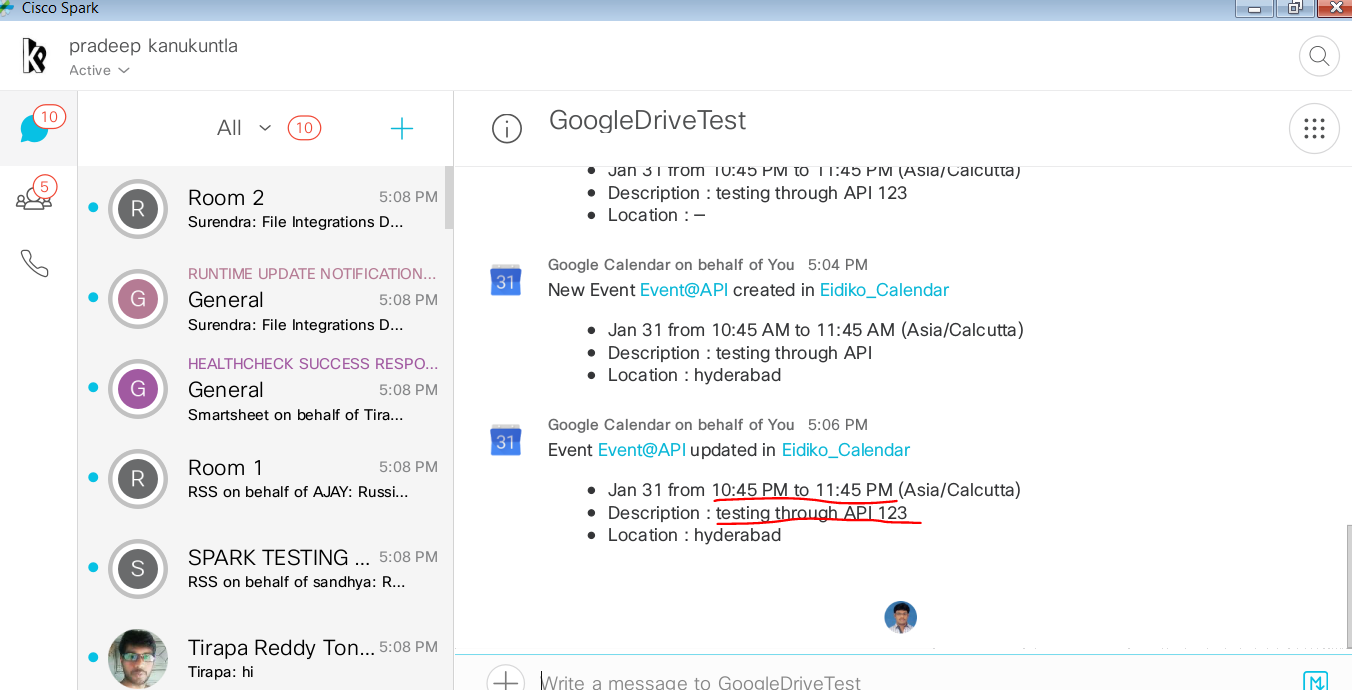 Cisco Spark
pradeep kanukuntla
Active
10
5
All 10
Room 2 5:08 PM
Surendra: File Integrations D...
RUNTIME UPDATE NOTIFICATION...
G General 5:08 PM
Surendra: File Integrations D...
HEALTHCHECK SUCCESS RESPO...
G General 5:08 PM
Smartsheet on behalf of Tira...
R Room 1 5:08 PM
RSS on behalf of AJAY: Russi...
S SPARK TESTING ... 5:08 PM
RSS on behalf of sandhya: R...
Tirapa Reddy Ton... 5:08 PM
Tirapa: hi
GoogleDriveTest
Jan 31 from 10:45 PM to 11:45 PM (Asia/Calcutta)
Description : testing through API 123
Location : —
Google Calendar on behalf of You 5:04 PM
31 New Event Event@API created in Eidiko_Calendar
Jan 31 from 10:45 AM to 11:45 AM (Asia/Calcutta)
Description : testing through API
Location : hyderabad
Google Calendar on behalf of You 5:06 PM
31 Event Event@API updated in Eidiko_Calendar
Jan 31 from 10:45 PM to 11:45 PM (Asia/Calcutta)
Description : testing through API 123
Location : hyderabad
Write a message to GoogleDriveTest